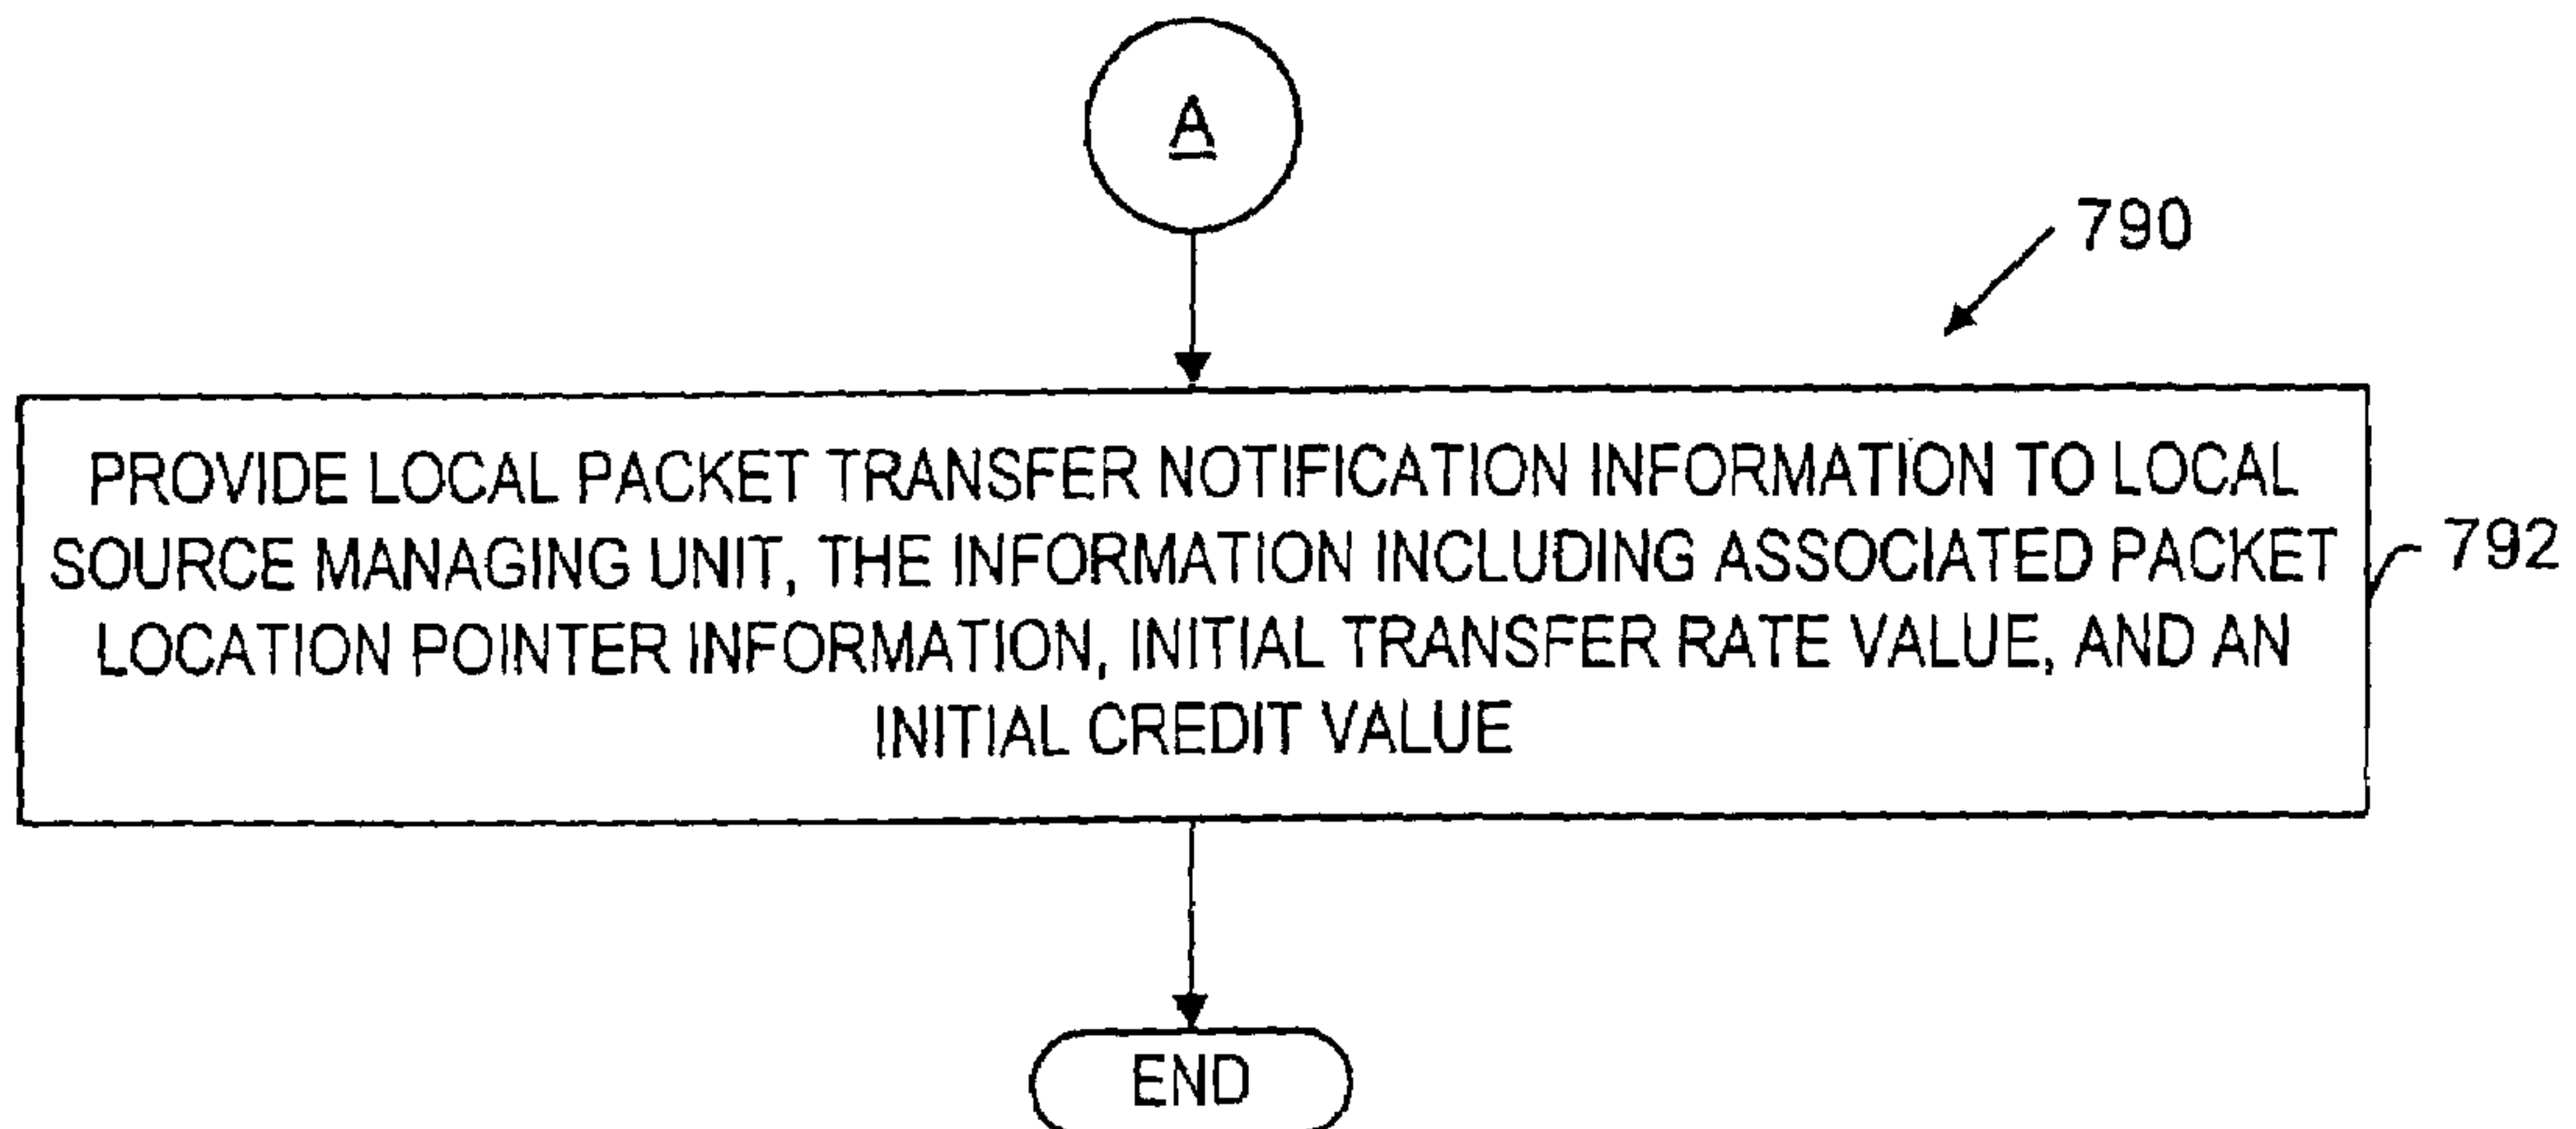 A
790
PROVIDE LOCAL PACKET TRANSFER NOTIFICATION INFORMATION TO LOCAL
SOURCE MANAGING UNIT, THE INFORMATION INCLUDING ASSOCIATED PACKET
LOCATION POINTER INFORMATION, INITIAL TRANSFER RATE VALUE, AND AN
INITIAL CREDIT VALUE
792
END